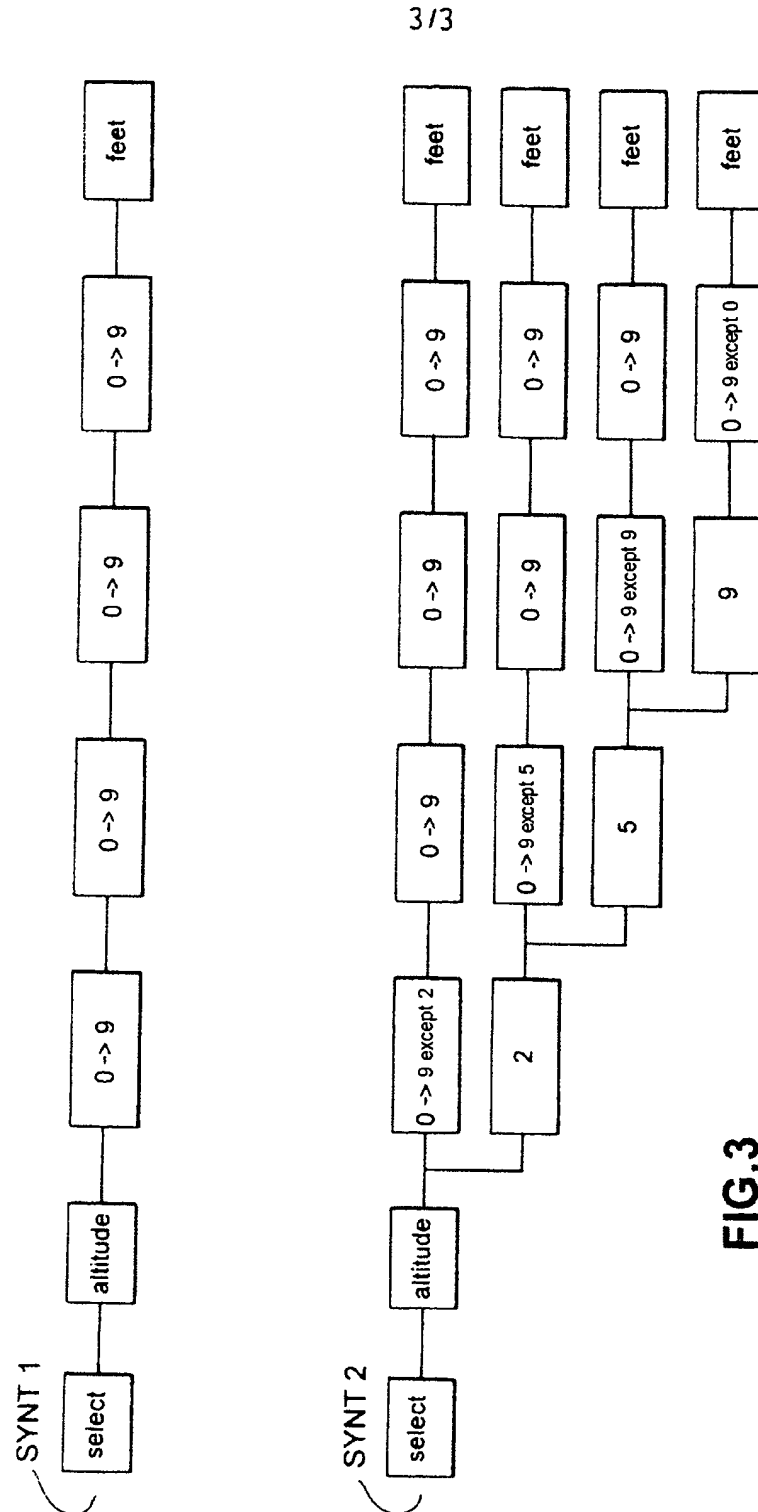 3/3
SYNT 1
select
altitude
0 -> 9
0 -> 9
0 -> 9
0 -> 9
feet
SYNT 2
select
altitude
0 -> 9 except 2
0 -> 9
0 -> 9
0 -> 9
feet
2
0 -> 9 except 5
0 -> 9
0 -> 9
feet
5
0 -> 9 except 9
0 -> 9
feet
9
0 -> 9 except 0
feet
FIG.3